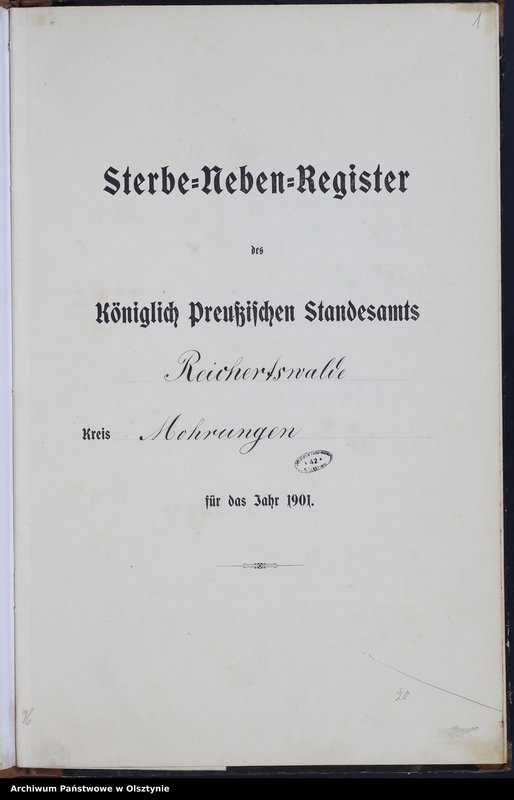 1
Sterbe=Neben=Register
des
Königlich Preußischen Standesamts
Reichertswalde
Kreis Mohrungen
42
für das Jahr 1901.
20
Archiwum Państwowe w Olsztynie